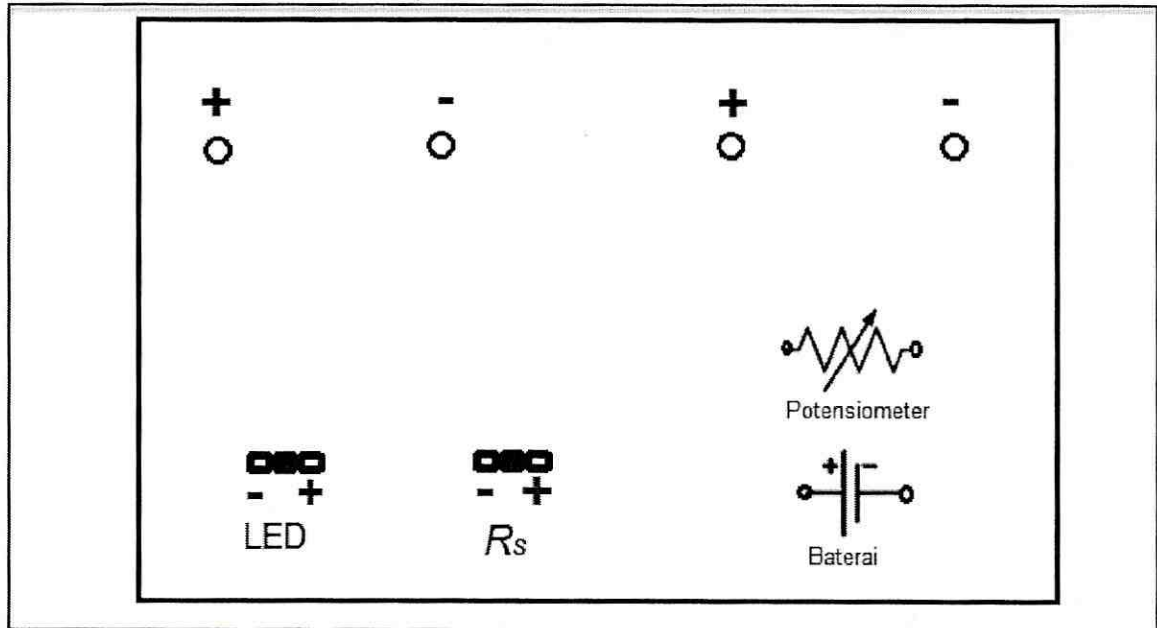 + - + -
Potensiometer
+ -
- + - +
LED Rs
Baterai